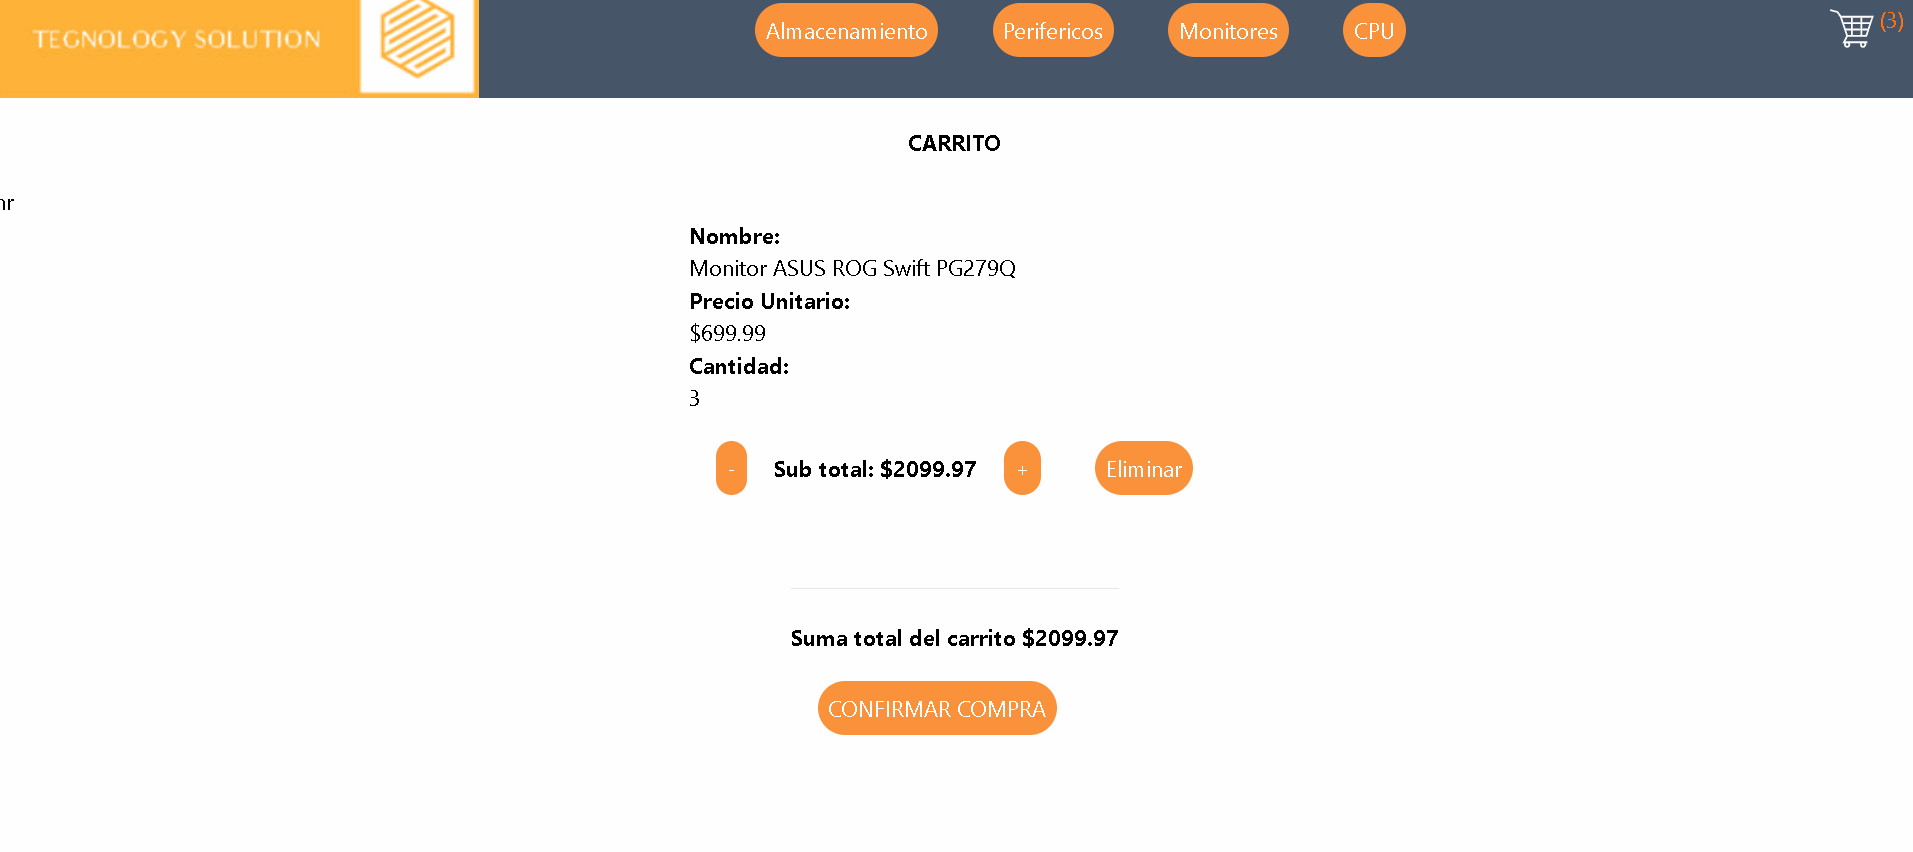 TEGNOLOGY SOLUTION
Almacenamiento Perifericos Monitores CPU (3)
CARRITO
hr
Nombre:
Monitor ASUS ROG Swift PG279Q
Precio Unitario:
$699.99
Cantidad:
3
- Sub total: $2099.97 + Eliminar
Suma total del carrito $2099.97
CONFIRMAR COMPRA